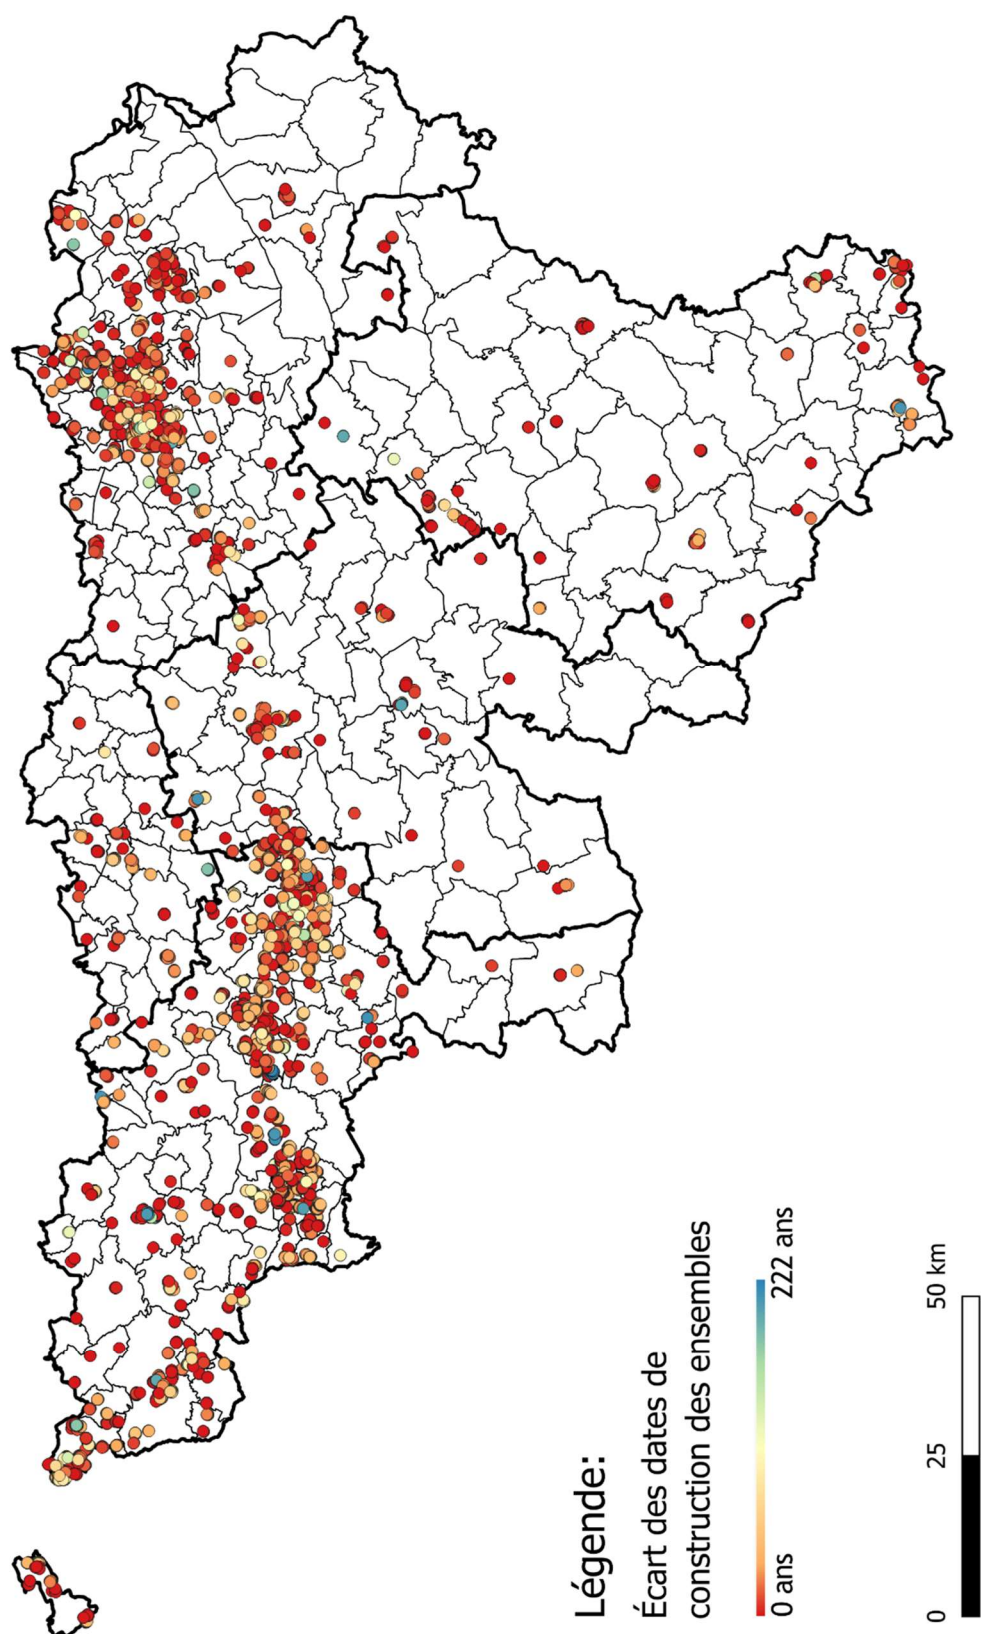 Légende:
Écart des dates de
construction des ensembles
0 ans
222 ans
0
25
50 km